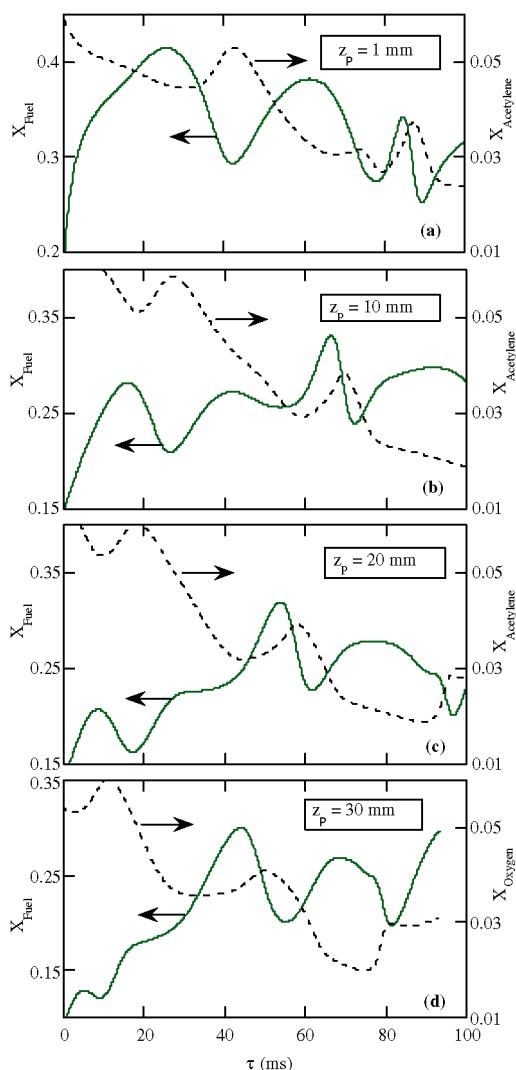 0.4
0.3
0.2
X_Fuel
z_p = 1 mm
0.05
0.03
0.01
X_Acetylene
(a)
0.35
0.25
0.15
X_Fuel
z_p = 10 mm
0.05
0.03
0.01
X_Acetylene
(b)
0.35
0.25
0.15
X_Fuel
z_p = 20 mm
0.05
0.03
0.01
X_Acetylene
(c)
0.35
0.25
0.15
X_Fuel
z_p = 30 mm
0.05
0.03
0.01
X_Oxygen
(d)
0 20 40 60 80 100
τ (ms)